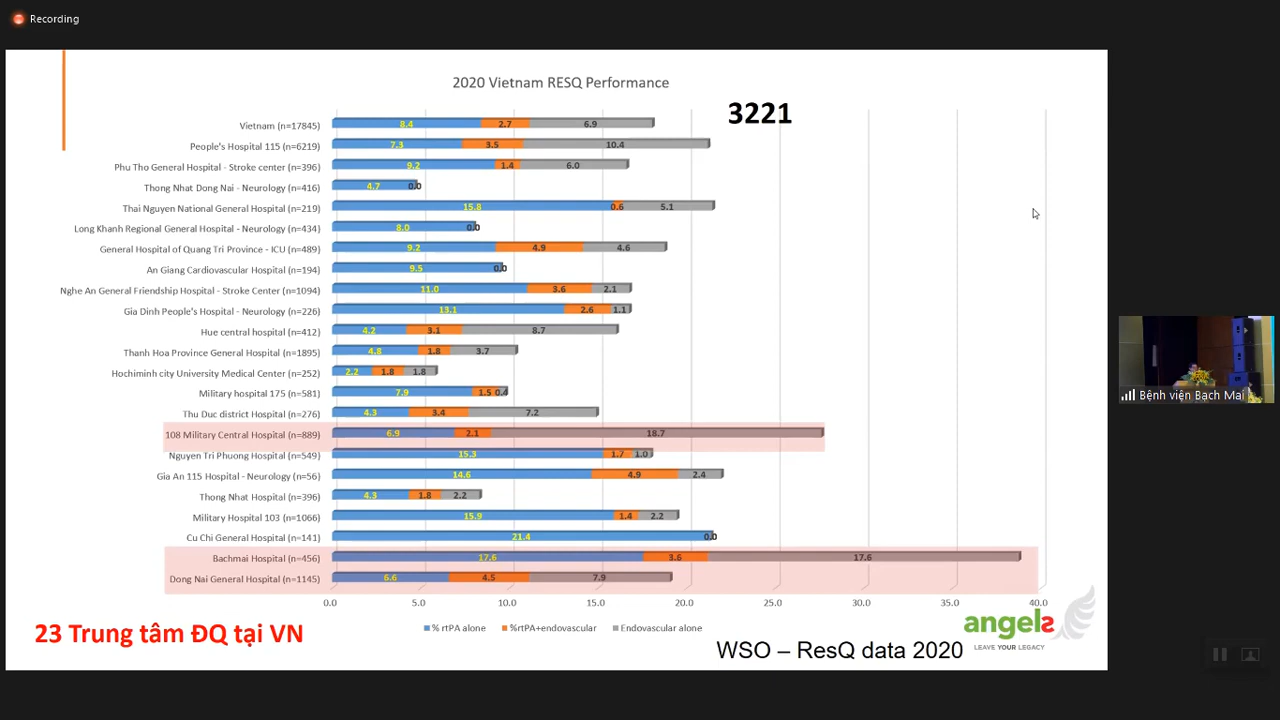 Recording
2020 Vietnam RESQ Performance
3221
Vietnam (n=17845) 8.4 2.7 6.9
People's Hospital 115 (n=6219) 7.3 3.5 10.4
Phu Tho General Hospital - Stroke center (n=396) 9.2 1.4 6.0
Thong Nhat Dong Nai - Neurology (n=416) 4.7 0.0
Thai Nguyen National General Hospital (n=219) 15.8 0.6 5.1
Long Khanh Regional General Hospital - Neurology (n=434) 8.0 0.0
General Hospital of Quang Tri Province - ICU (n=489) 9.2 4.9 4.6
An Giang Cardiovascular Hospital (n=194) 9.5 0.0
Nghe An General Friendship Hospital - Stroke Center (n=1094) 11.0 3.6 2.1
Gia Dinh People's Hospital - Neurology (n=226) 13.1 2.6 1.1
Hue central hospital (n=412) 4.2 3.1 8.7
Thanh Hoa Province General Hospital (n=1895) 4.8 1.8 3.7
Hochiminh city University Medical Center (n=252) 2.2 1.8 1.8
Military hospital 175 (n=581) 7.9 1.5 0.4
Thu Duc district Hospital (n=276) 4.3 3.4 7.2
108 Military Central Hospital (n=889) 6.9 2.1 18.7
Nguyen Tri Phuong Hospital (n=549) 15.3 1.7 1.0
Gia An 115 Hospital - Neurology (n=56) 14.6 4.9 2.4
Thong Nhat Hospital (n=396) 4.3 1.8 2.2
Military Hospital 103 (n=1066) 15.9 1.4 2.2
Cu Chi General Hospital (n=141) 21.4 0.0
Bachmai Hospital (n=456) 17.6 3.6 17.6
Dong Nai General Hospital (n=1145) 6.6 4.5 7.9
0.0 5.0 10.0 15.0 20.0 25.0 30.0 35.0 40.0
% rtPA alone %rtPA+endovascular Endovascular alone
23 Trung tâm ĐQ tại VN
WSO – ResQ data 2020
angels
LEAVE YOUR LEGACY
Bệnh viện Bạch Mai